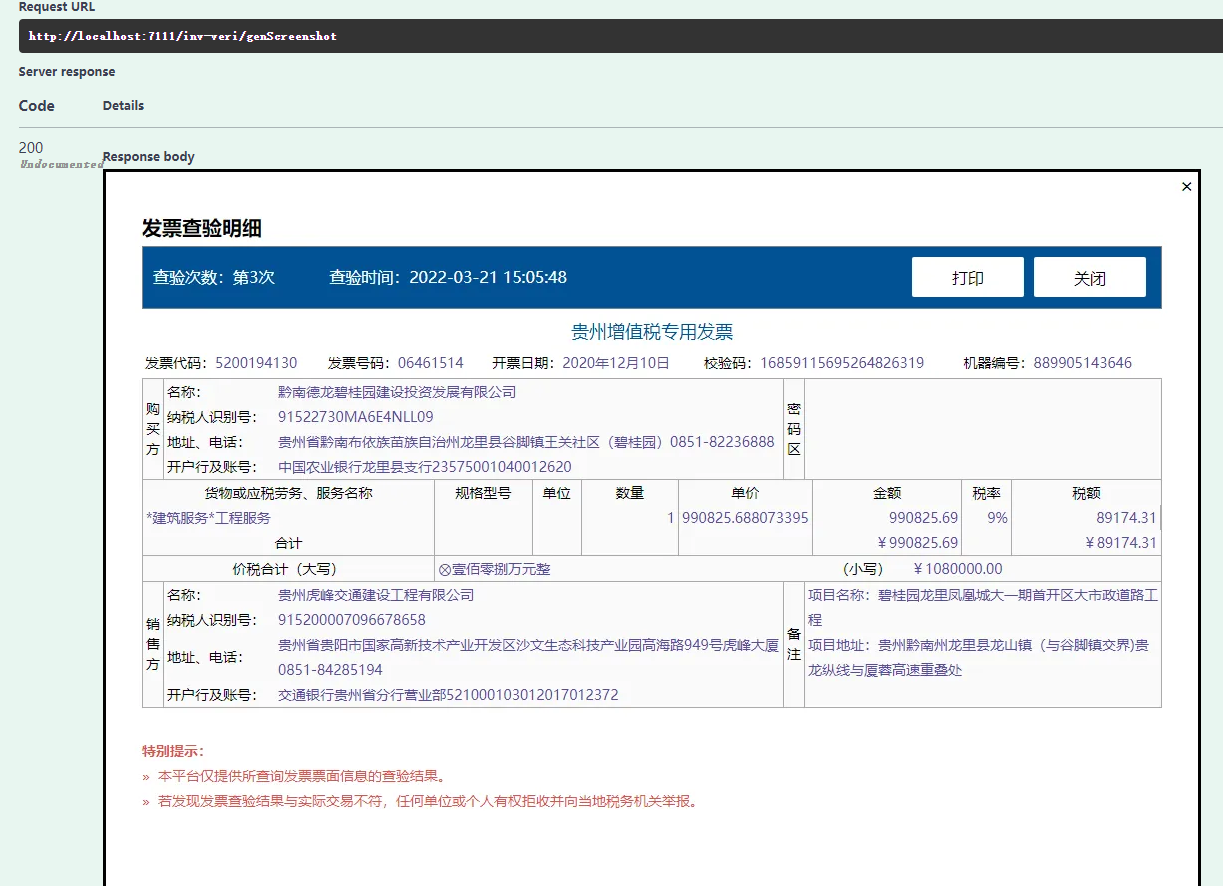 Request URL
http://localhost:7111/inv-veri/genScreenshot
Server response
Code Details
200
Undocumented
Response body
×
发票查验明细
查验次数：第3次 查验时间：2022-03-21 15:05:48 打印 关闭
贵州增值税专用发票
发票代码：5200194130 发票号码：06461514 开票日期：2020年12月10日 校验码：16859115695264826319 机器编号：889905143646
购买方
名称： 黔南德龙碧桂园建设投资发展有限公司
纳税人识别号： 91522730MA6E4NLL09
地址、电话： 贵州省黔南布依族苗族自治州龙里县谷脚镇王关社区（碧桂园）0851-82236888
开户行及账号： 中国农业银行龙里县支行23575001040012620
密码区
货物或应税劳务、服务名称 规格型号 单位 数量 单价 金额 税率 税额
*建筑服务*工程服务 1 990825.688073395 990825.69 9% 89174.31
合计 ￥990825.69 ￥89174.31
价税合计（大写） ⊗壹佰零捌万元整 （小写） ￥1080000.00
销售方
名称： 贵州虎峰交通建设工程有限公司
纳税人识别号： 915200007096678658
地址、电话： 贵州省贵阳市国家高新技术产业开发区沙文生态科技产业园高海路949号虎峰大厦
0851-84285194
开户行及账号： 交通银行贵州省分行营业部521000103012017012372
备注
项目名称：碧桂园龙里凤凰城大一期首开区大市政道路工
程
项目地址：贵州黔南州龙里县龙山镇（与谷脚镇交界)贵
龙纵线与厦蓉高速重叠处
特别提示：
» 本平台仅提供所查询发票票面信息的查验结果。
» 若发现发票查验结果与实际交易不符，任何单位或个人有权拒收并向当地税务机关举报。